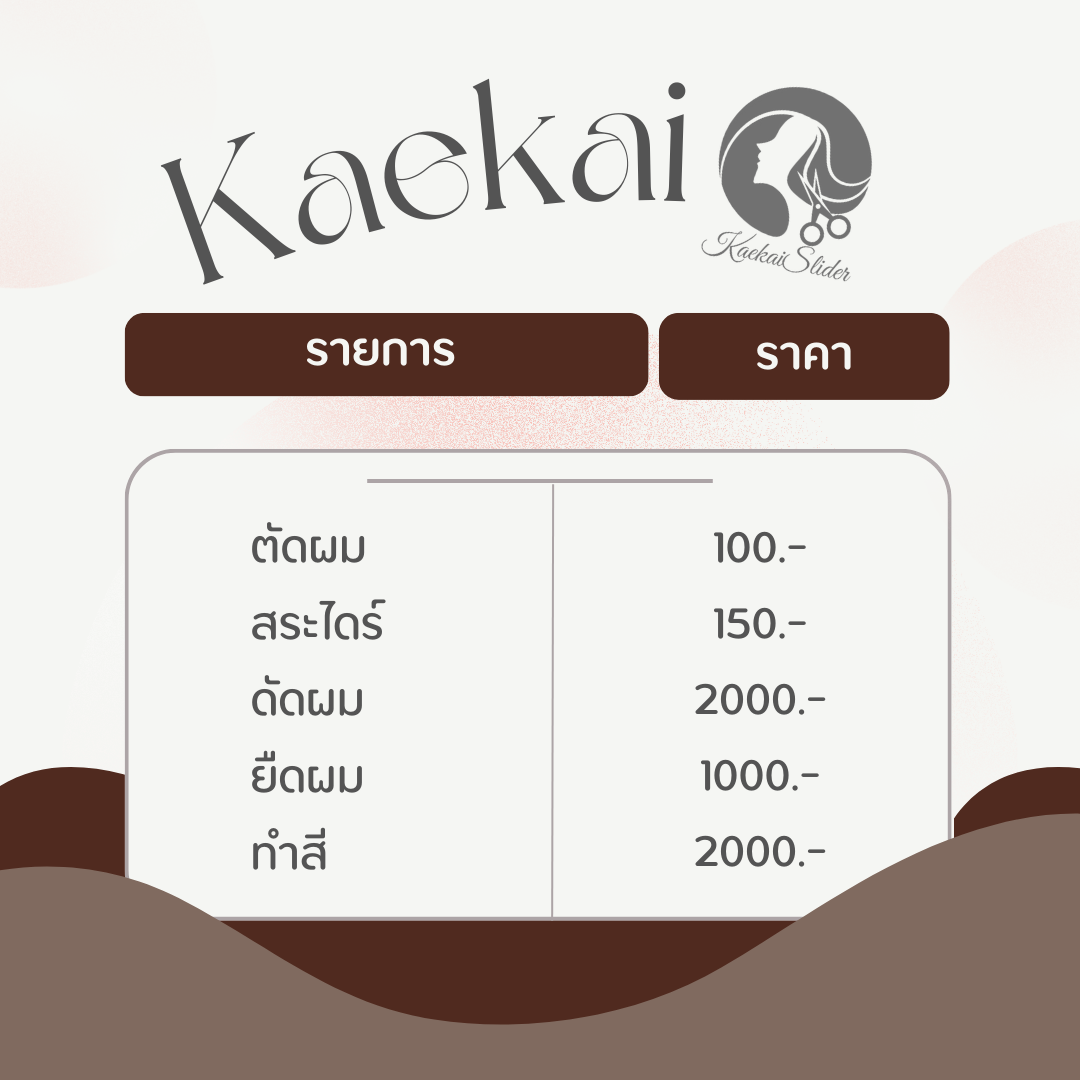 Kaekai
KaekaiSlider
รายการ ราคา
ตัดผม 100.-
สระไดร์ 150.-
ดัดผม 2000.-
ยืดผม 1000.-
ทำสี 2000.-